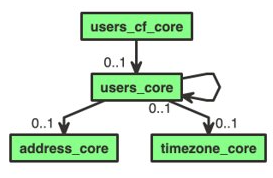 users_cf_core
0..1
users_core
0..1
0..1
0..1
address_core
timezone_core